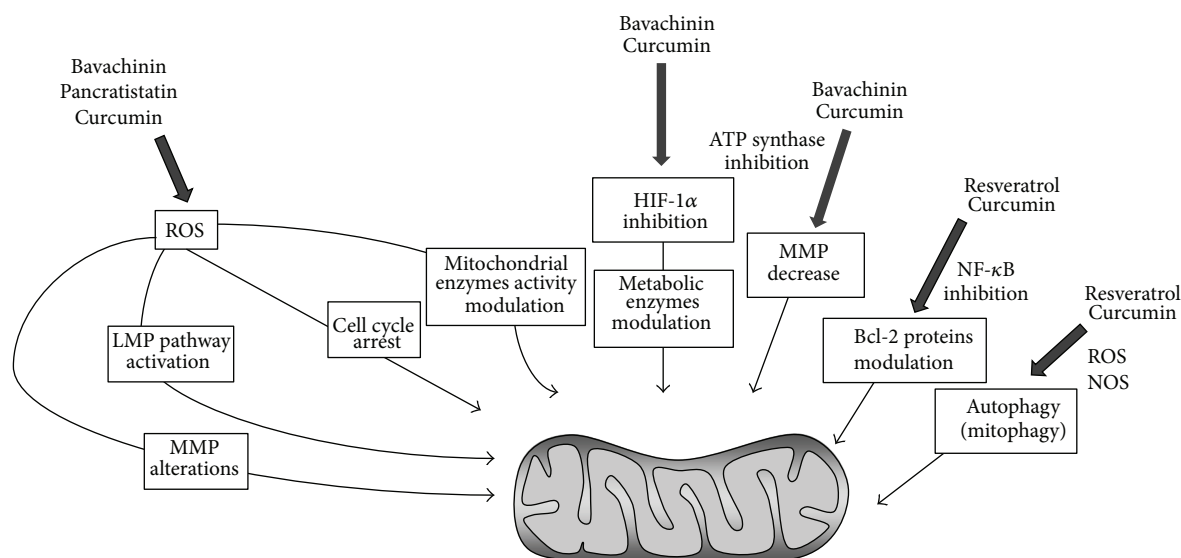 Bavachinin
Pancratistatin
Curcumin
Bavachinin
Curcumin
Bavachinin
Curcumin
ATP synthase
inhibition
Resveratrol
Curcumin
NF-κB
inhibition
Resveratrol
Curcumin
ROS
NOS
ROS
HIF-1α
inhibition
MMP
decrease
Mitochondrial
enzymes activity
modulation
Metabolic
enzymes
modulation
Cell cycle
arrest
LMP pathway
activation
Bcl-2 proteins
modulation
Autophagy
(mitophagy)
MMP
alterations